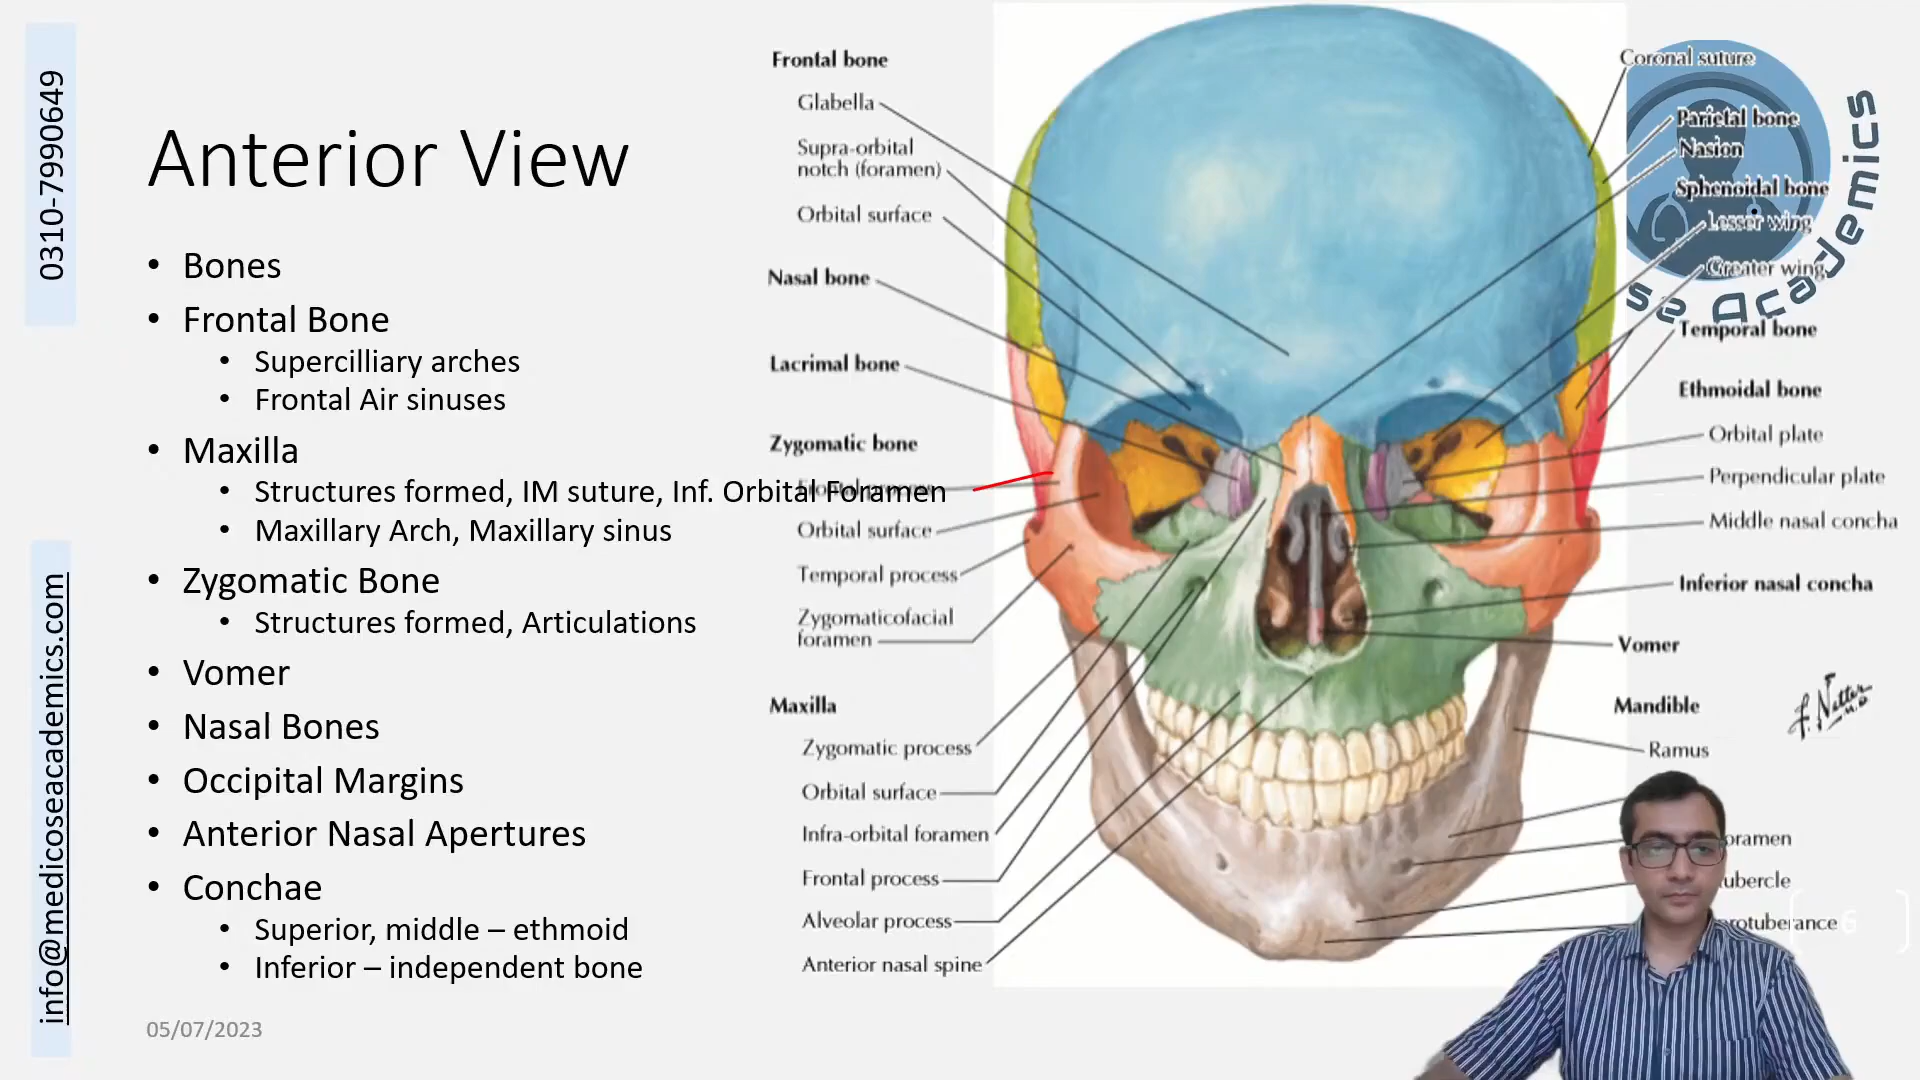 0310-7990649
info@medicoseacademics.com
Anterior View
• Bones
• Frontal Bone
• Supercilliary arches
• Frontal Air sinuses
• Maxilla
• Structures formed, IM suture, Inf. Orbital Foramen
• Maxillary Arch, Maxillary sinus
• Zygomatic Bone
• Structures formed, Articulations
• Vomer
• Nasal Bones
• Occipital Margins
• Anterior Nasal Apertures
• Conchae
• Superior, middle – ethmoid
• Inferior – independent bone
05/07/2023
Frontal bone
Glabella
Supra-orbital
notch (foramen)
Orbital surface
Nasal bone
Lacrimal bone
Zygomatic bone
Frontal process
Orbital surface
Temporal process
Zygomaticofacial
foramen
Maxilla
Zygomatic process
Orbital surface
Infra-orbital foramen
Frontal process
Alveolar process
Anterior nasal spine
Coronal suture
Parietal bone
Nasion
Sphenoidal bone
Lesser wing
Greater wing
Temporal bone
Ethmoidal bone
Orbital plate
Perpendicular plate
Middle nasal concha
Inferior nasal concha
Vomer
Mandible
Ramus
oramen
ubercle
rotuberance
6
se Academics
F. Netter
M.D.